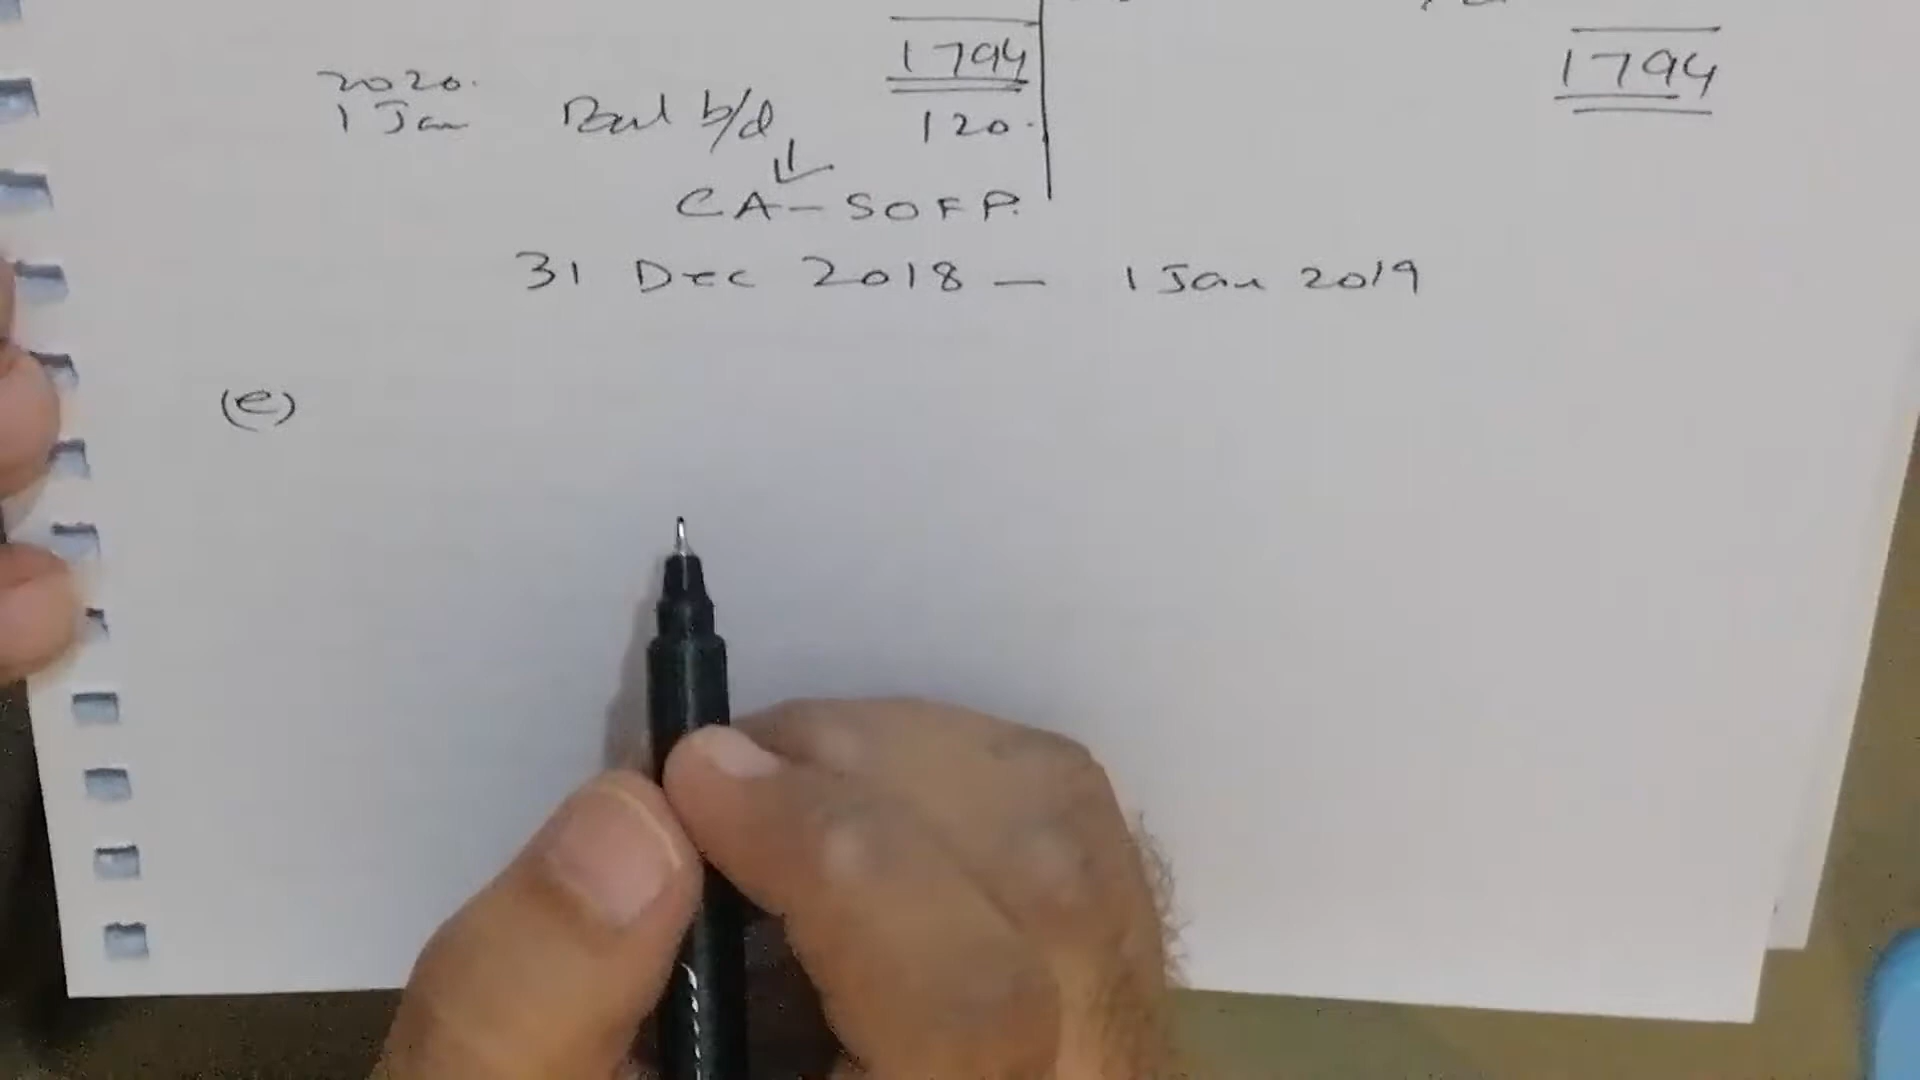 1794 1794
2020.
1 Jan Bal b/d 120.
CA - SOFP.
31 Dec 2018 - 1 Jan 2019
(e)